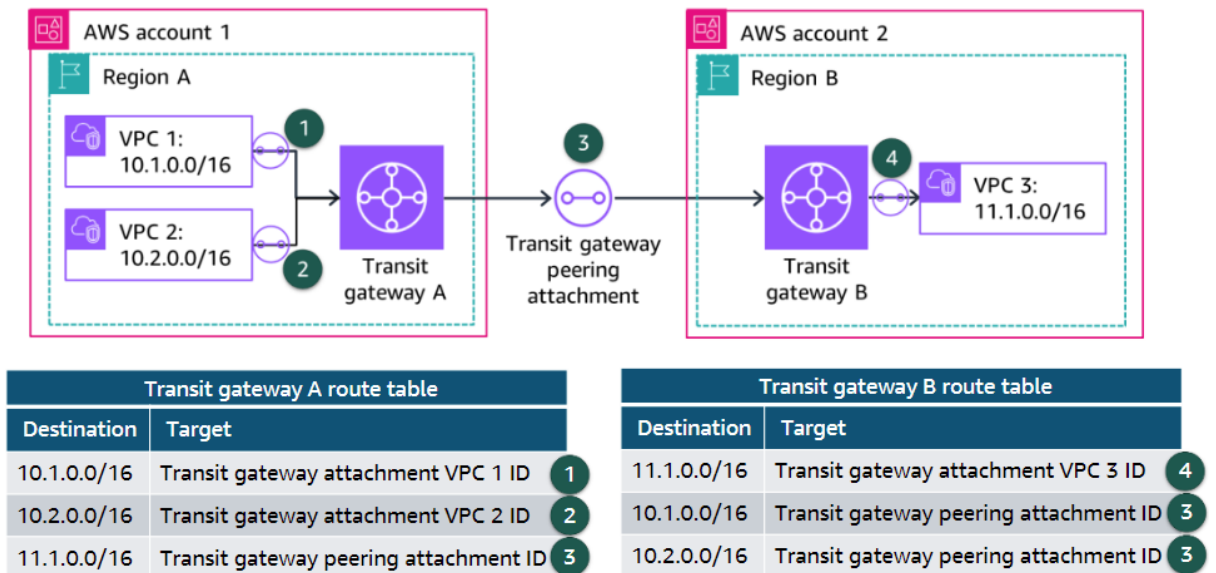 AWS account 1
AWS account 2
Region A
Region B
VPC 1:
10.1.0.0/16
1
VPC 2:
10.2.0.0/16
2
Transit
gateway A
3
Transit gateway
peering
attachment
Transit
gateway B
4
VPC 3:
11.1.0.0/16
Transit gateway A route table
Destination Target
10.1.0.0/16 Transit gateway attachment VPC 1 ID 1
10.2.0.0/16 Transit gateway attachment VPC 2 ID 2
11.1.0.0/16 Transit gateway peering attachment ID 3
Transit gateway B route table
Destination Target
11.1.0.0/16 Transit gateway attachment VPC 3 ID 4
10.1.0.0/16 Transit gateway peering attachment ID 3
10.2.0.0/16 Transit gateway peering attachment ID 3